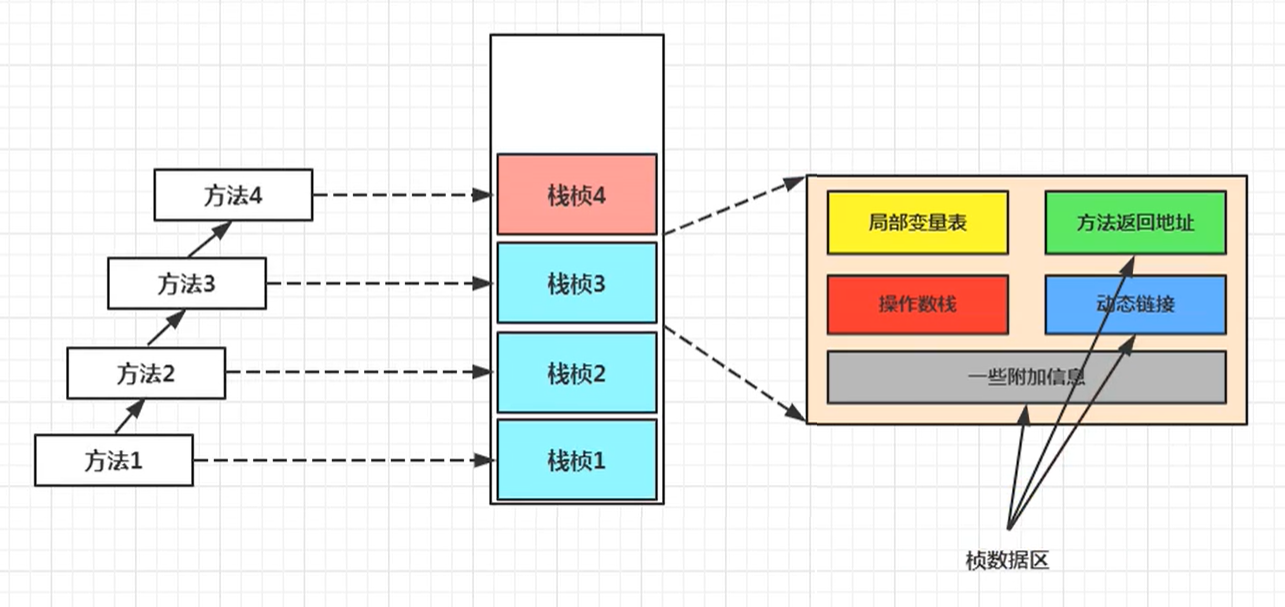 方法4
方法3
方法2
方法1
栈桢4
栈桢3
栈桢2
栈桢1
局部变量表
方法返回地址
操作数栈
动态链接
一些附加信息
桢数据区